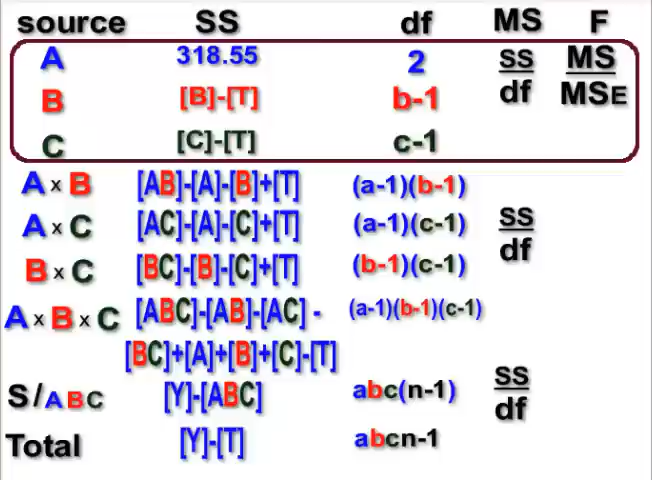 source SS df MS F
A 318.55 2 SS/df MS/MSE
B [B]-[T] b-1
C [C]-[T] c-1
A x B [AB]-[A]-[B]+[T] (a-1)(b-1)
A x C [AC]-[A]-[C]+[T] (a-1)(c-1) SS/df
B x C [BC]-[B]-[C]+[T] (b-1)(c-1)
A x B x C [ABC]-[AB]-[AC] - (a-1)(b-1)(c-1)
[BC]+[A]+[B]+[C]-[T]
S/ABC [Y]-[ABC] abc(n-1) SS/df
Total [Y]-[T] abcn-1